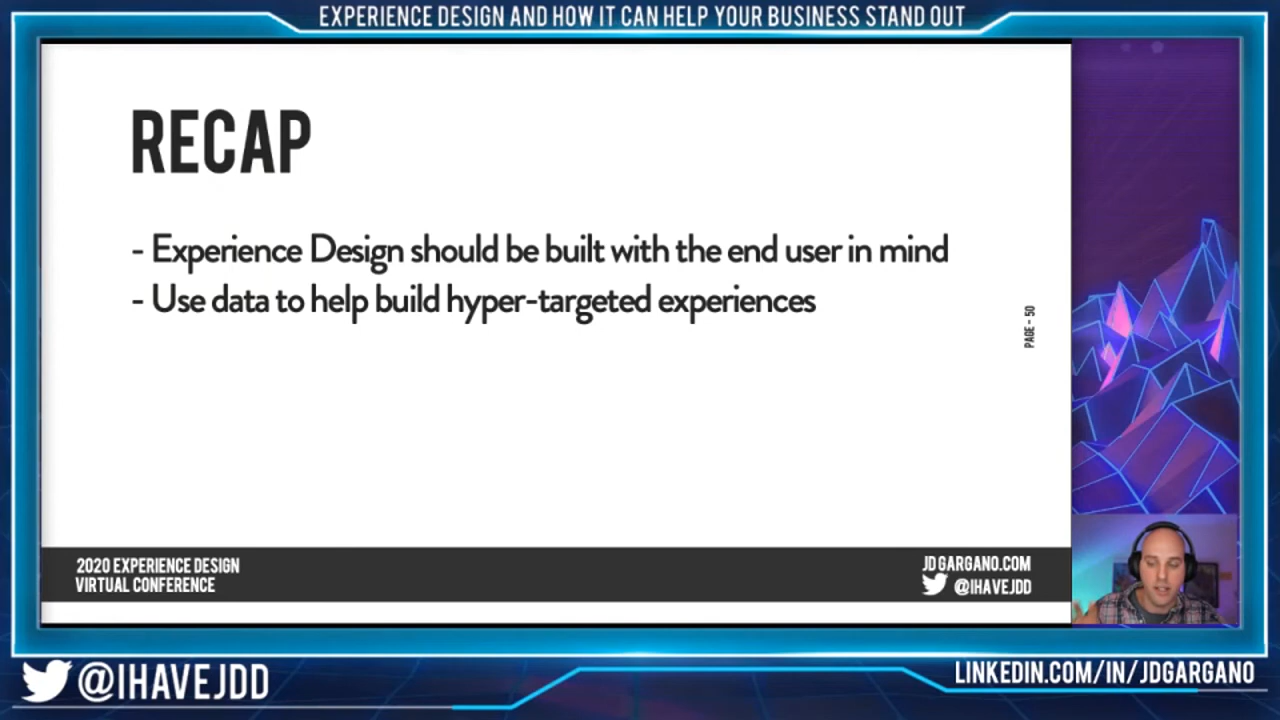 EXPERIENCE DESIGN AND HOW IT CAN HELP YOUR BUSINESS STAND OUT
RECAP
- Experience Design should be built with the end user in mind
- Use data to help build hyper-targeted experiences
PAGE - 50
2020 EXPERIENCE DESIGN
VIRTUAL CONFERENCE
JDGARGANO.COM
@IHAVEJDD
@IHAVEJDD
LINKEDIN.COM/IN/JDGARGANO